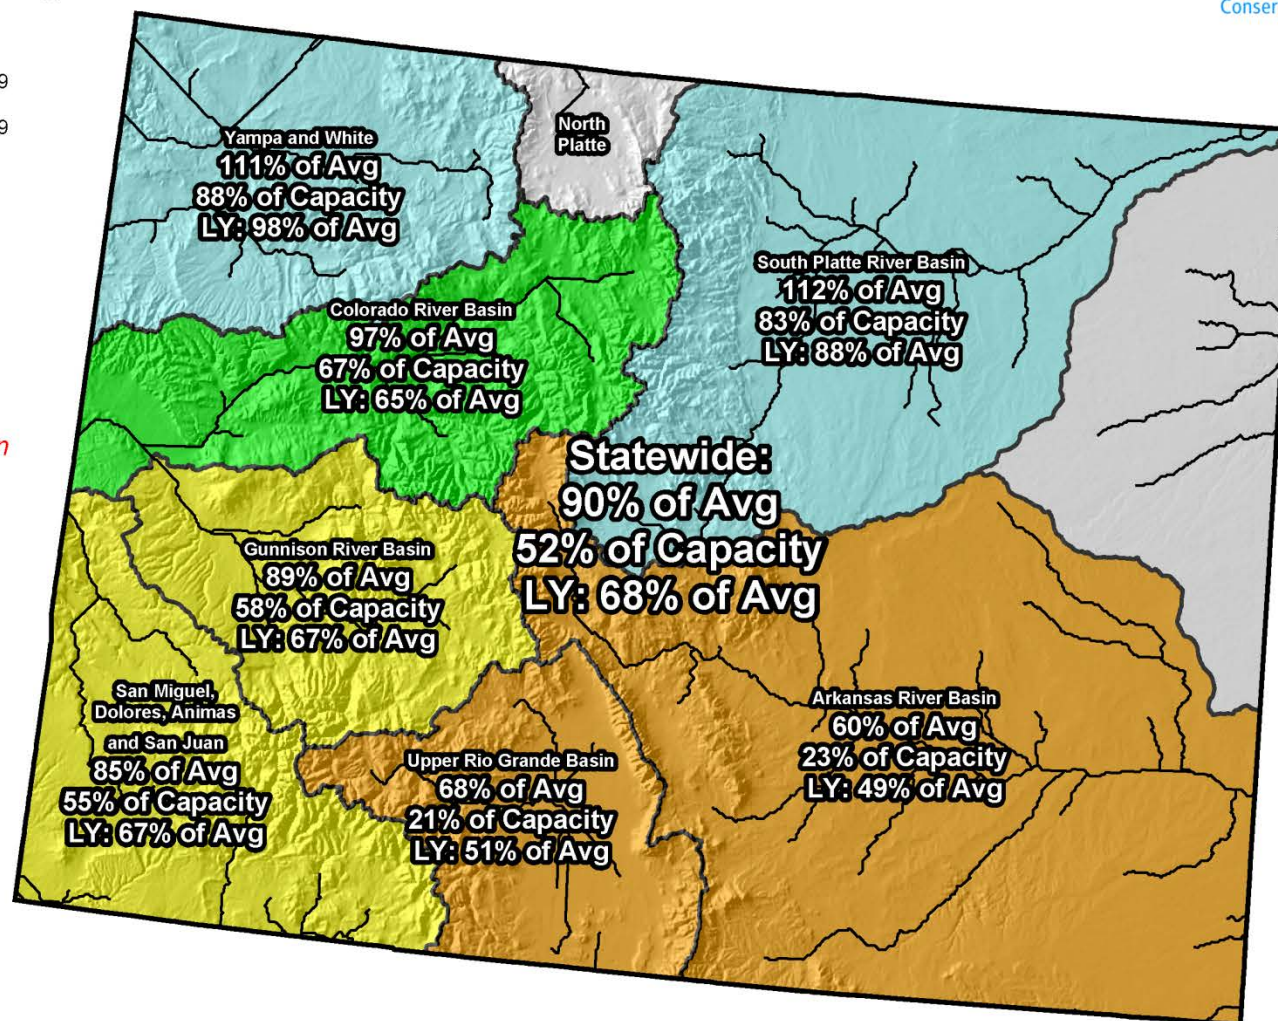 Conser
9
9
n
Yampa and White
111% of Avg
88% of Capacity
LY: 98% of Avg
North
Platte
South Platte River Basin
112% of Avg
83% of Capacity
LY: 88% of Avg
Colorado River Basin
97% of Avg
67% of Capacity
LY: 65% of Avg
Statewide:
90% of Avg
52% of Capacity
LY: 68% of Avg
Gunnison River Basin
89% of Avg
58% of Capacity
LY: 67% of Avg
San Miguel,
Dolores, Animas
and San Juan
85% of Avg
55% of Capacity
LY: 67% of Avg
Upper Rio Grande Basin
68% of Avg
21% of Capacity
LY: 51% of Avg
Arkansas River Basin
60% of Avg
23% of Capacity
LY: 49% of Avg